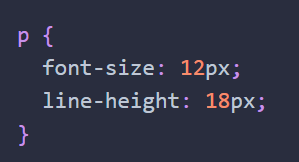 p {
  font-size: 12px;
  line-height: 18px;
}